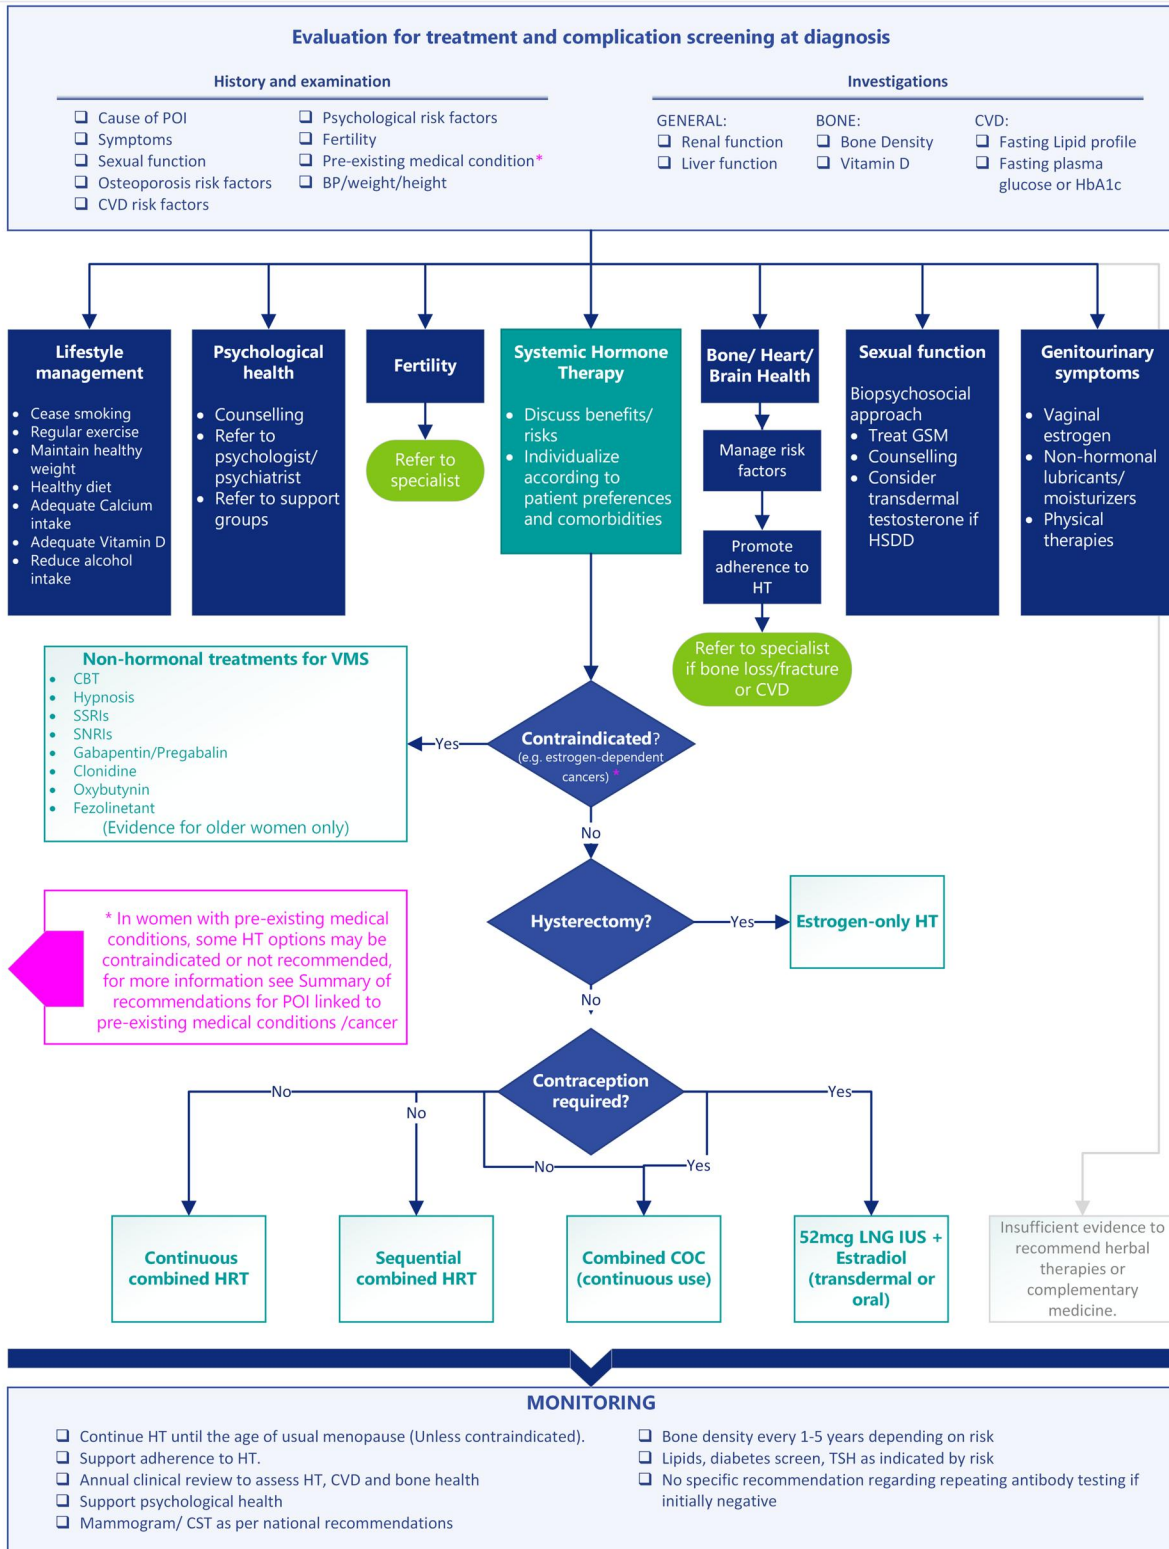 Evaluation for treatment and complication screening at diagnosis
History and examination
❑ Cause of POI
❑ Symptoms
❑ Sexual function
❑ Osteoporosis risk factors
❑ CVD risk factors
❑ Psychological risk factors
❑ Fertility
❑ Pre-existing medical condition*
❑ BP/weight/height
Investigations
GENERAL:
❑ Renal function
❑ Liver function
BONE:
❑ Bone Density
❑ Vitamin D
CVD:
❑ Fasting Lipid profile
❑ Fasting plasma
glucose or HbA1c
Lifestyle
management
• Cease smoking
• Regular exercise
• Maintain healthy
weight
• Healthy diet
• Adequate Calcium
intake
• Adequate Vitamin D
• Reduce alcohol
intake
Psychological
health
• Counselling
• Refer to
psychologist/
psychiatrist
• Refer to support
groups
Fertility
Refer to
specialist
Systemic Hormone
Therapy
• Discuss benefits/
risks
• Individualize
according to
patient preferences
and comorbidities
Bone/ Heart/
Brain Health
Manage risk
factors
Promote
adherence to
HT
Refer to specialist
if bone loss/fracture
or CVD
Sexual function
Biopsychosocial
approach
• Treat GSM
• Counselling
• Consider
transdermal
testosterone if
HSDD
Genitourinary
symptoms
• Vaginal
estrogen
• Non-hormonal
lubricants/
moisturizers
• Physical
therapies
Non-hormonal treatments for VMS
• CBT
• Hypnosis
• SSRIs
• SNRIs
• Gabapentin/Pregabalin
• Clonidine
• Oxybutynin
• Fezolinetant
(Evidence for older women only)
Yes
Contraindicated?
(e.g. estrogen-dependent
cancers) *
No
Hysterectomy?
Yes
Estrogen-only HT
* In women with pre-existing medical
conditions, some HT options may be
contraindicated or not recommended,
for more information see Summary of
recommendations for POI linked to
pre-existing medical conditions /cancer
No
Contraception
required?
No
No
No
Yes
Yes
Continuous
combined HRT
Sequential
combined HRT
Combined COC
(continuous use)
52mcg LNG IUS +
Estradiol
(transdermal or
oral)
Insufficient evidence to
recommend herbal
therapies or
complementary
medicine.
MONITORING
❑ Continue HT until the age of usual menopause (Unless contraindicated).
❑ Support adherence to HT.
❑ Annual clinical review to assess HT, CVD and bone health
❑ Support psychological health
❑ Mammogram/ CST as per national recommendations
❑ Bone density every 1-5 years depending on risk
❑ Lipids, diabetes screen, TSH as indicated by risk
❑ No specific recommendation regarding repeating antibody testing if
initially negative